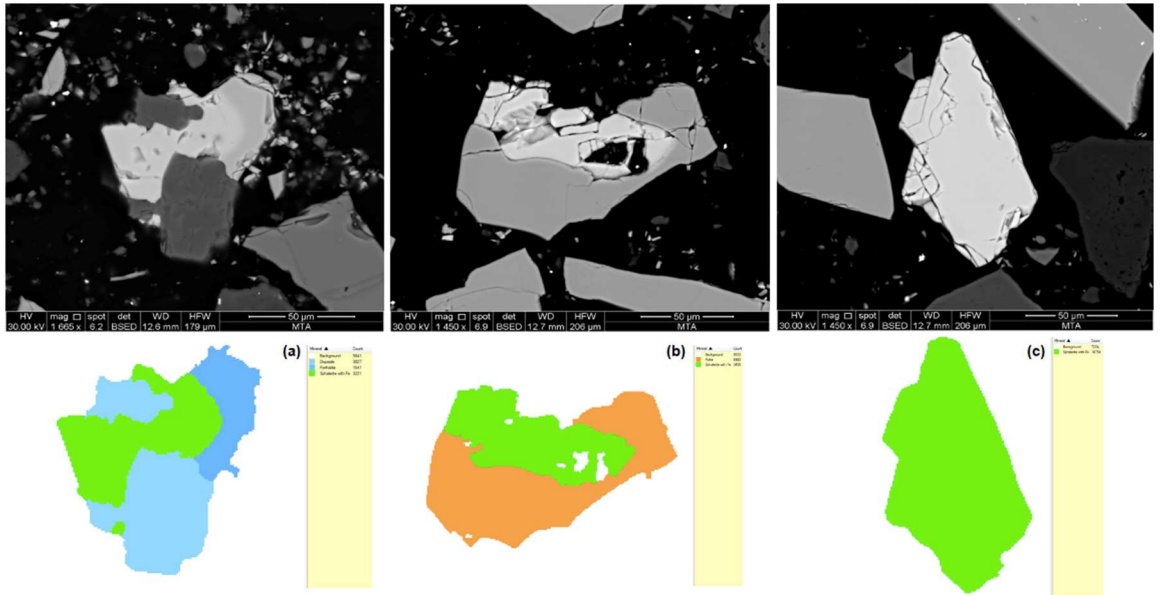 HV mag □ spot det WD HFW 50 µm
30.00 kV 1 665 x 6.2 BSED 12.6 mm 179 µm MTA
HV mag □ spot det WD HFW 50 µm
30.00 kV 1 450 x 6.9 BSED 12.7 mm 206 µm MTA
HV mag □ spot det WD HFW 50 µm
30.00 kV 1 450 x 6.9 BSED 12.7 mm 206 µm MTA
(a)
Mineral ▲ Count
Background
Diopside
Pyrrhotite
Sphalerite with Fe
(b)
Mineral ▲ Count
Background
Pyrite
Sphalerite with Fe
(c)
Mineral ▲ Count
Background
Sphalerite with Fe